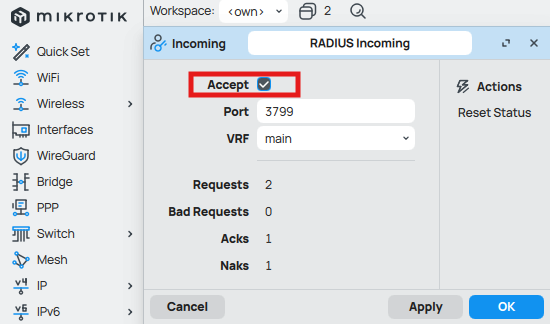 mikrotik
Workspace: <own> 2
Quick Set
WiFi
Wireless
Interfaces
WireGuard
Bridge
PPP
Switch
Mesh
IP
IPv6
Incoming
RADIUS Incoming
Accept
Port 3799
VRF main
Requests 2
Bad Requests 0
Acks 1
Naks 1
Actions
Reset Status
Cancel
Apply
OK
v4
v6